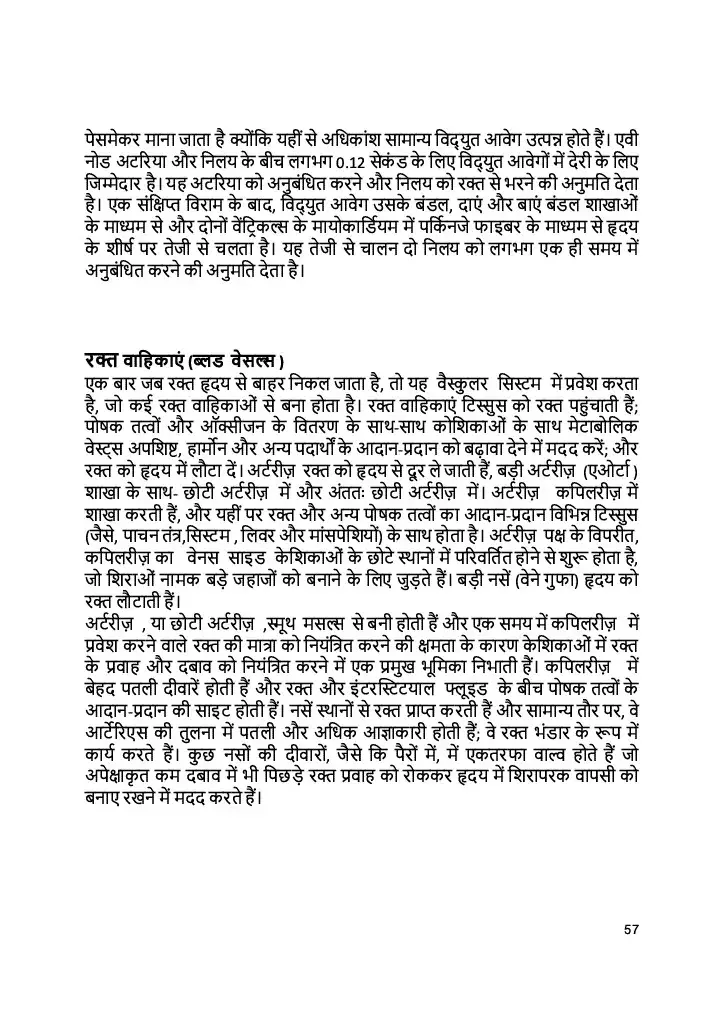 पेसमेकर माना जाता है क्योंकि यहीं से अधिकांश सामान्य विद्युत आवेग उत्पन्न होते हैं। एवी
नोड अटरिया और निलय के बीच लगभग 0.12 सेकंड के लिए विद्युत आवेगों में देरी के लिए
जिम्मेदार है। यह अटरिया को अनुबंधित करने और निलय को रक्त से भरने की अनुमति देता
है। एक संक्षिप्त विराम के बाद, विद्युत आवेग उसके बंडल, दाएं और बाएं बंडल शाखाओं
के माध्यम से और दोनों वेंट्रिकल्स के मायोकार्डियम में पर्किनजे फाइबर के माध्यम से हृदय
के शीर्ष पर तेजी से चलता है। यह तेजी से चालन दो निलय को लगभग एक ही समय में
अनुबंधित करने की अनुमति देता है।
रक्त वाहिकाएं (ब्लड वेसल्स )
एक बार जब रक्त हृदय से बाहर निकल जाता है, तो यह वैस्कुलर सिस्टम में प्रवेश करता
है, जो कई रक्त वाहिकाओं से बना होता है। रक्त वाहिकाएं टिस्सुस को रक्त पहुंचाती हैं;
पोषक तत्वों और ऑक्सीजन के वितरण के साथ-साथ कोशिकाओं के साथ मेटाबोलिक
वेस्ट्स अपशिष्ट, हार्मोन और अन्य पदार्थों के आदान-प्रदान को बढ़ावा देने में मदद करें; और
रक्त को हृदय में लौटा दें। अर्टरीज़ रक्त को हृदय से दूर ले जाती हैं, बड़ी अर्टरीज़ (एओर्टा )
शाखा के साथ- छोटी अर्टरीज़ में और अंततः छोटी अर्टरीज़ में। अर्टरीज़ कपिलरीज़ में
शाखा करती हैं, और यहीं पर रक्त और अन्य पोषक तत्वों का आदान-प्रदान विभिन्न टिस्सुस
(जैसे, पाचन तंत्र,सिस्टम , लिवर और मांसपेशियों) के साथ होता है। अर्टरीज़ पक्ष के विपरीत,
कपिलरीज़ का वेनस साइड केशिकाओं के छोटे स्थानों में परिवर्तित होने से शुरू होता है,
जो शिराओं नामक बड़े जहाजों को बनाने के लिए जुड़ते हैं। बड़ी नसें (वेने गुफा) हृदय को
रक्त लौटाती हैं।
अर्टरीज़ , या छोटी अर्टरीज़ ,स्मूथ मसल्स से बनी होती हैं और एक समय में कपिलरीज़ में
प्रवेश करने वाले रक्त की मात्रा को नियंत्रित करने की क्षमता के कारण केशिकाओं में रक्त
के प्रवाह और दबाव को नियंत्रित करने में एक प्रमुख भूमिका निभाती हैं। कपिलरीज़ में
बेहद पतली दीवारें होती हैं और रक्त और इंटरस्टिटयाल फ्लूइड के बीच पोषक तत्वों के
आदान-प्रदान की साइट होती हैं। नसें स्थानों से रक्त प्राप्त करती हैं और सामान्य तौर पर, वे
आर्टेरिएस की तुलना में पतली और अधिक आज्ञाकारी होती हैं; वे रक्त भंडार के रूप में
कार्य करते हैं। कुछ नसों की दीवारों, जैसे कि पैरों में, में एकतरफा वाल्व होते हैं जो
अपेक्षाकृत कम दबाव में भी पिछड़े रक्त प्रवाह को रोककर हृदय में शिरापरक वापसी को
बनाए रखने में मदद करते हैं।
57